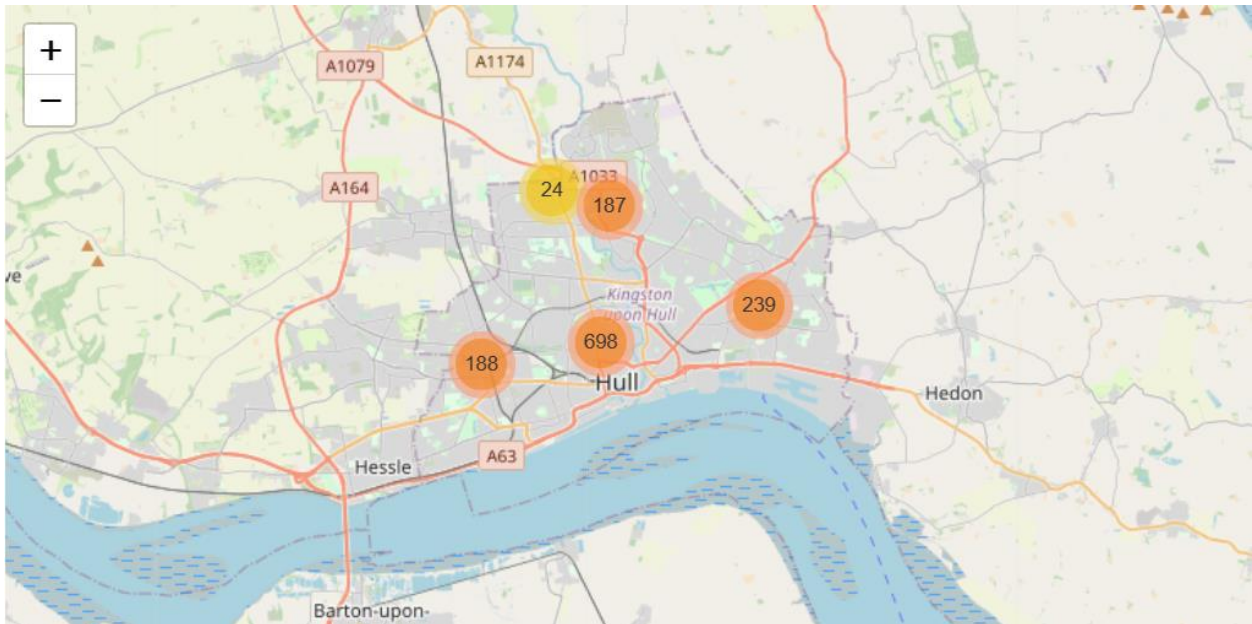 +
−
A1079
A1174
A164
24
A1033
187
ve
Kingston
upon Hull
239
698
188
Hull
Hedon
Hessle
A63
Barton-upon-